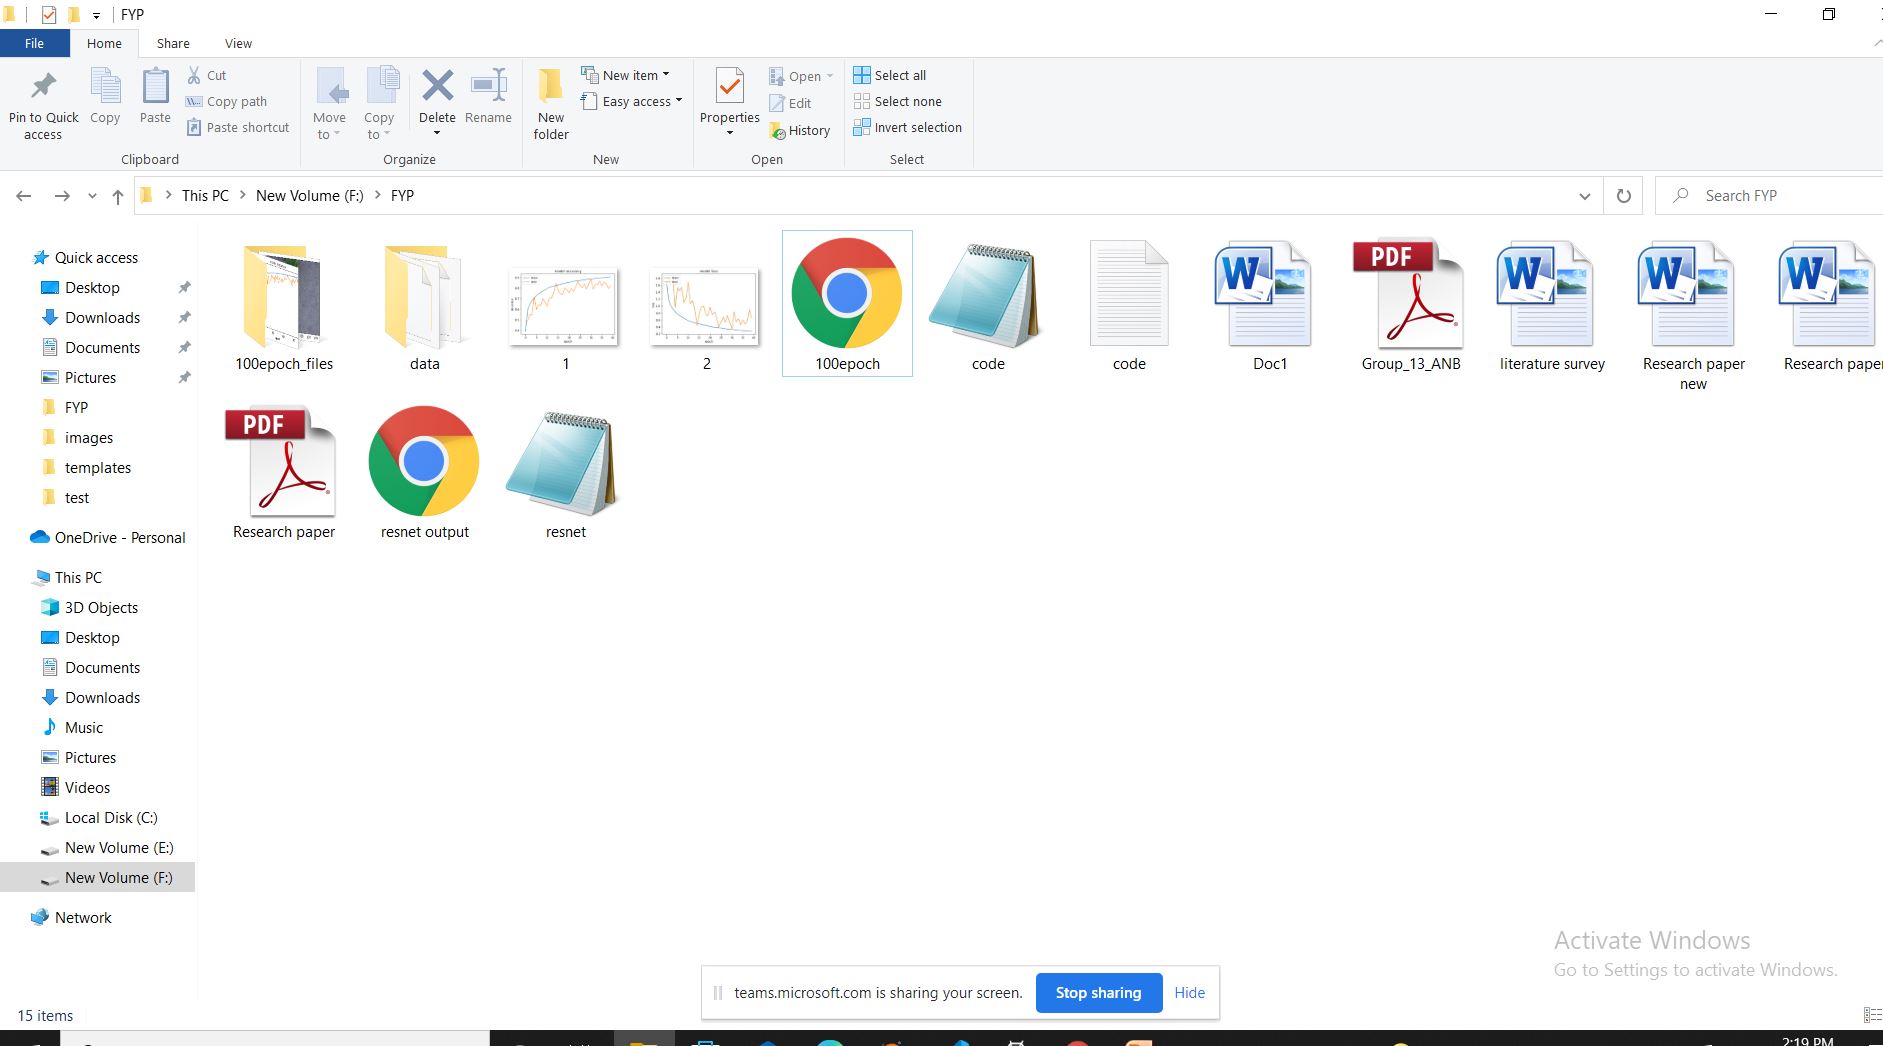 FYP
File Home Share View
Pin to Quick access
Copy
Paste
Cut
Copy path
Paste shortcut
Clipboard
Move to
Copy to
Delete
Rename
Organize
New folder
New item
Easy access
New
Properties
Open
Edit
History
Open
Select all
Select none
Invert selection
Select
This PC > New Volume (F:) > FYP
Search FYP
Quick access
Desktop
Downloads
Documents
Pictures
FYP
images
templates
test
OneDrive - Personal
This PC
3D Objects
Desktop
Documents
Downloads
Music
Pictures
Videos
Local Disk (C:)
New Volume (E:)
New Volume (F:)
Network
100epoch_files
data
1
2
100epoch
code
code
W
Doc1
PDF
Group_13_ANB
W
literature survey
W
Research paper
new
W
Research paper
PDF
Research paper
resnet output
resnet
Activate Windows
Go to Settings to activate Windows.
teams.microsoft.com is sharing your screen. Stop sharing Hide
15 items
2:19 PM